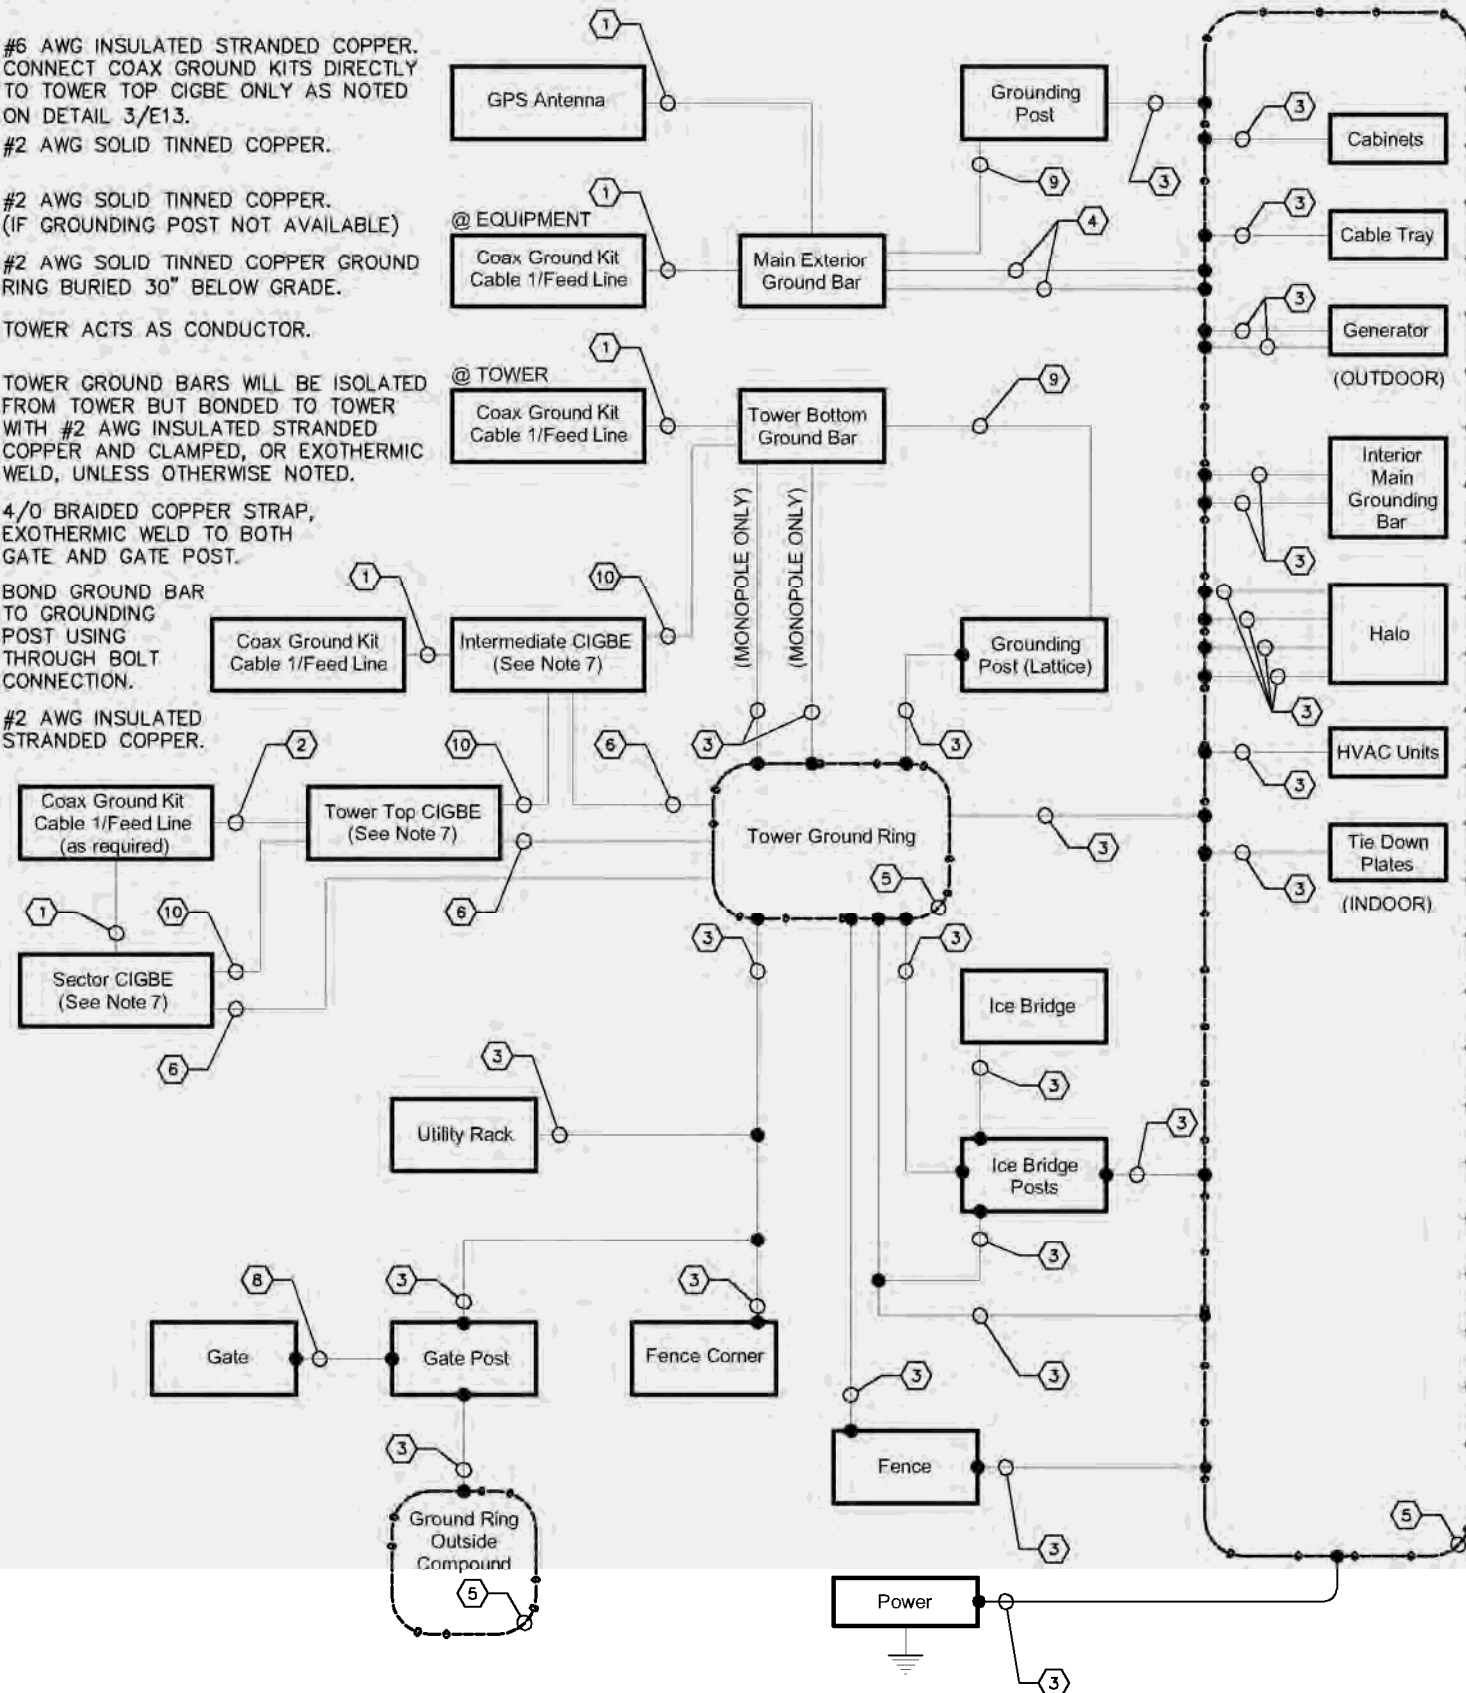 #6 AWG INSULATED STRANDED COPPER.
CONNECT COAX GROUND KITS DIRECTLY
TO TOWER TOP CIGBE ONLY AS NOTED
ON DETAIL 3/E13.
#2 AWG SOLID TINNED COPPER.
#2 AWG SOLID TINNED COPPER.
(IF GROUNDING POST NOT AVAILABLE)
#2 AWG SOLID TINNED COPPER GROUND
RING BURIED 30" BELOW GRADE.
TOWER ACTS AS CONDUCTOR.
TOWER GROUND BARS WILL BE ISOLATED
FROM TOWER BUT BONDED TO TOWER
WITH #2 AWG INSULATED STRANDED
COPPER AND CLAMPED, OR EXOTHERMIC
WELD, UNLESS OTHERWISE NOTED.
4/0 BRAIDED COPPER STRAP,
EXOTHERMIC WELD TO BOTH
GATE AND GATE POST.
BOND GROUND BAR
TO GROUNDING
POST USING
THROUGH BOLT
CONNECTION.
#2 AWG INSULATED
STRANDED COPPER.
1
GPS Antenna
Grounding
Post
3
9
3
Cabinets
1
@ EQUIPMENT
Coax Ground Kit
Cable 1/Feed Line
Main Exterior
Ground Bar
4
3
Cable Tray
3
Generator
(OUTDOOR)
1
@ TOWER
Coax Ground Kit
Cable 1/Feed Line
Tower Bottom
Ground Bar
9
(MONOPOLE ONLY)
(MONOPOLE ONLY)
Interior
Main
Grounding
Bar
3
1
10
Coax Ground Kit
Cable 1/Feed Line
Intermediate CIGBE
(See Note 7)
Grounding
Post (Lattice)
Halo
3
2
10
6
3
3
HVAC Units
3
Coax Ground Kit
Cable 1/Feed Line
(as required)
Tower Top CIGBE
(See Note 7)
Tower Ground Ring
5
3
Tie Down
Plates
3
(INDOOR)
1
10
6
3
3
Sector CIGBE
(See Note 7)
6
Ice Bridge
3
3
Utility Rack
3
Ice Bridge
Posts
3
8
3
3
Gate
Gate Post
Fence Corner
3
3
3
Fence
3
Ground Ring
Outside
Compound
5
5
Power
3